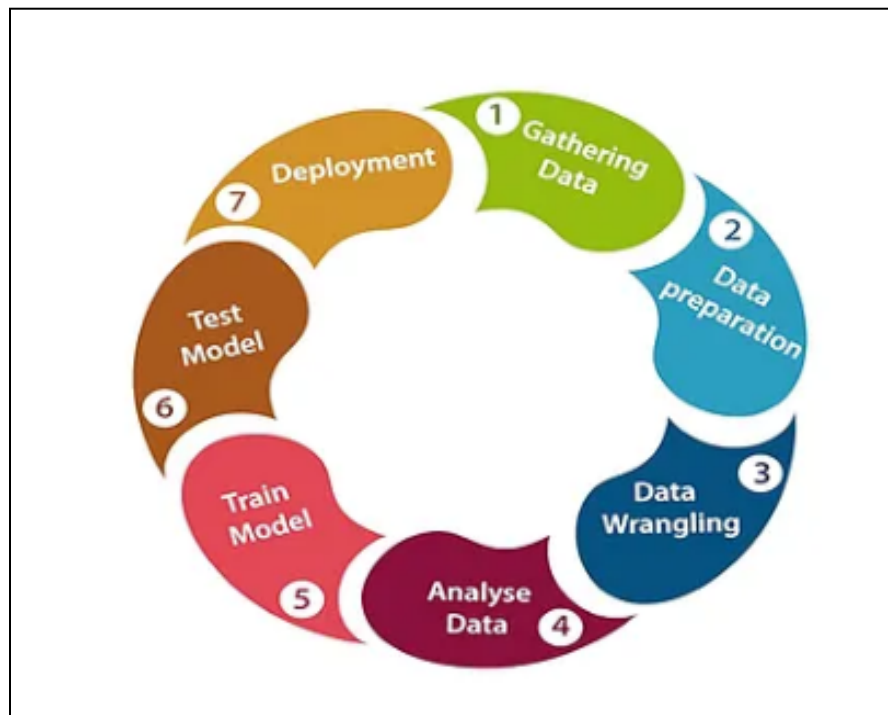 1
Gathering
Data
2
Data
preparation
3
Data
Wrangling
4
Analyse
Data
5
Train
Model
6
Test
Model
7
Deployment